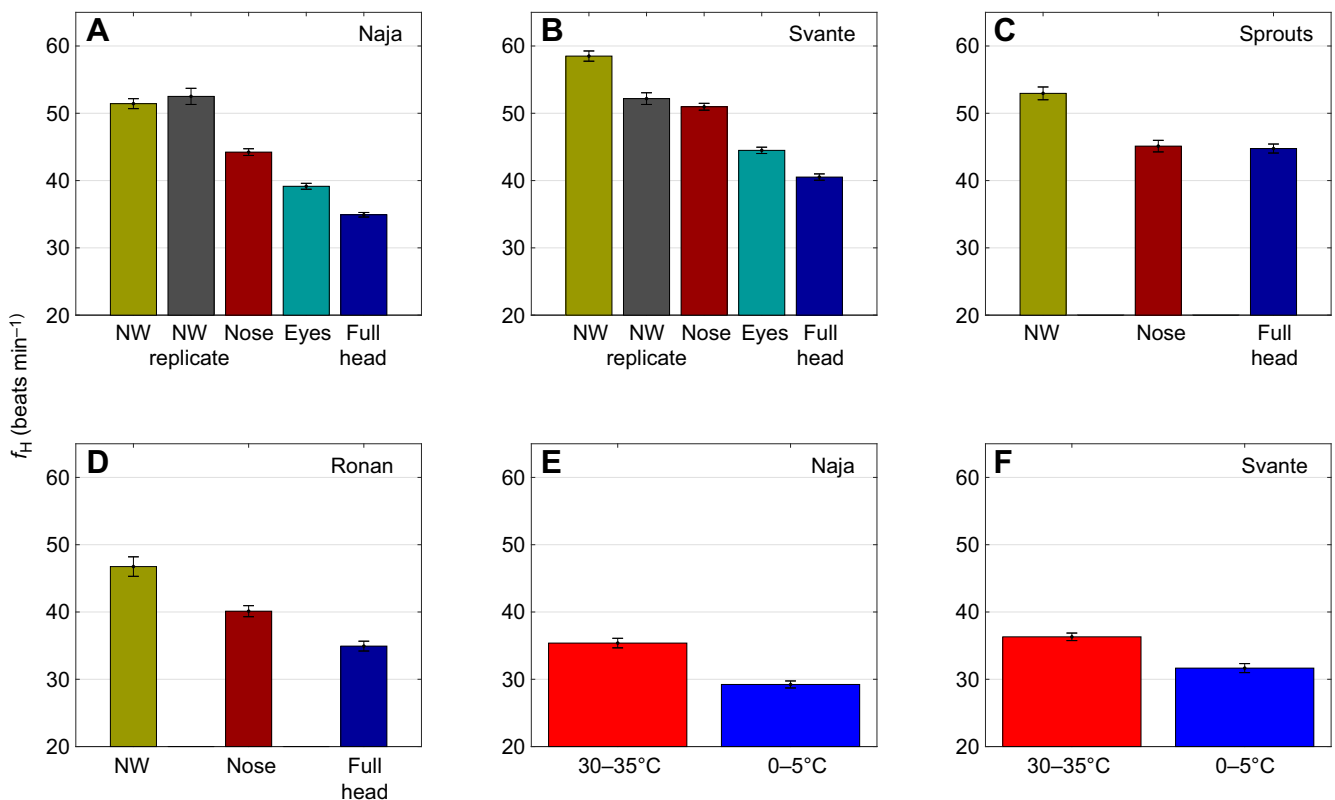 A
Naja
60
50
40
30
20
NW
NW
Nose
Eyes
Full
replicate
head
B
Svante
60
50
40
30
20
NW
NW
Nose
Eyes
Full
replicate
head
C
Sprouts
60
50
40
30
20
NW
Nose
Full
head
fH (beats min–1)
D
Ronan
60
50
40
30
20
NW
Nose
Full
head
E
Naja
60
50
40
30
20
30–35°C
0–5°C
F
Svante
60
50
40
30
20
30–35°C
0–5°C